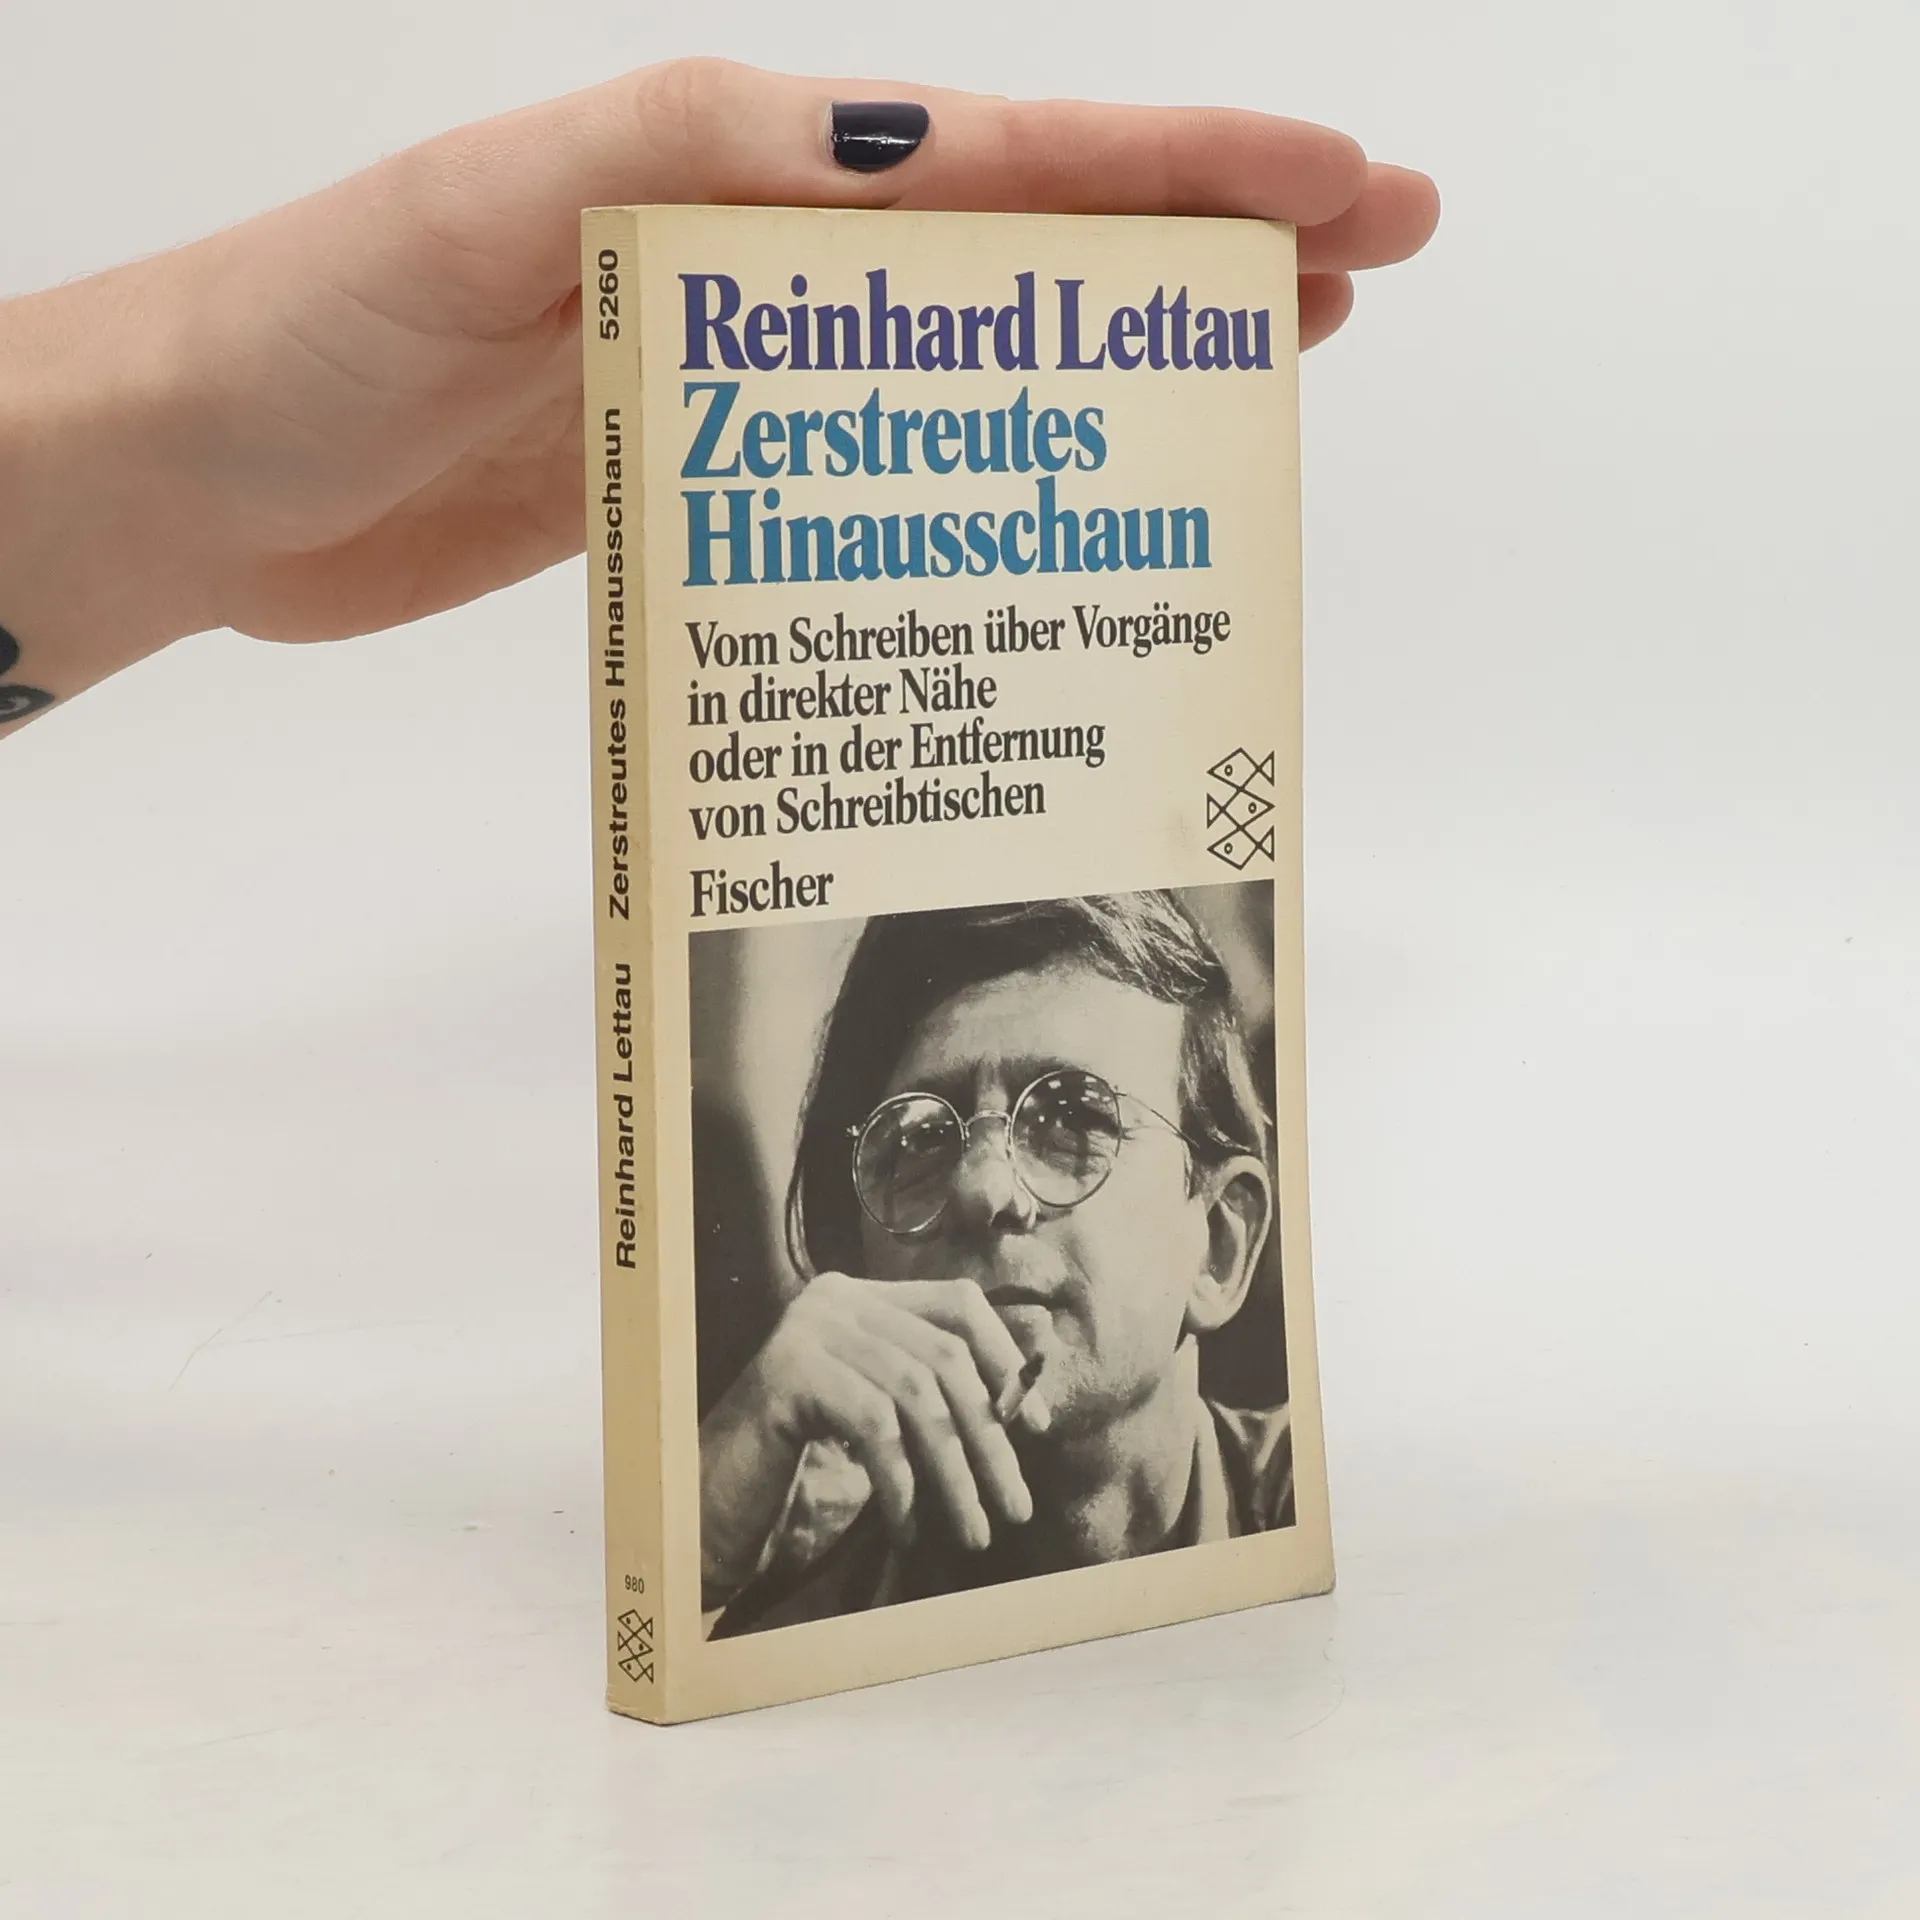 Reinhard Lettau
Zerstreutes
Hinausschaun
Vom Schreiben über Vorgänge
in direkter Nähe
oder in der Entfernung
von Schreibtischen
Fischer
Reinhard Lettau Zerstreutes Hinausschaun 5260
980